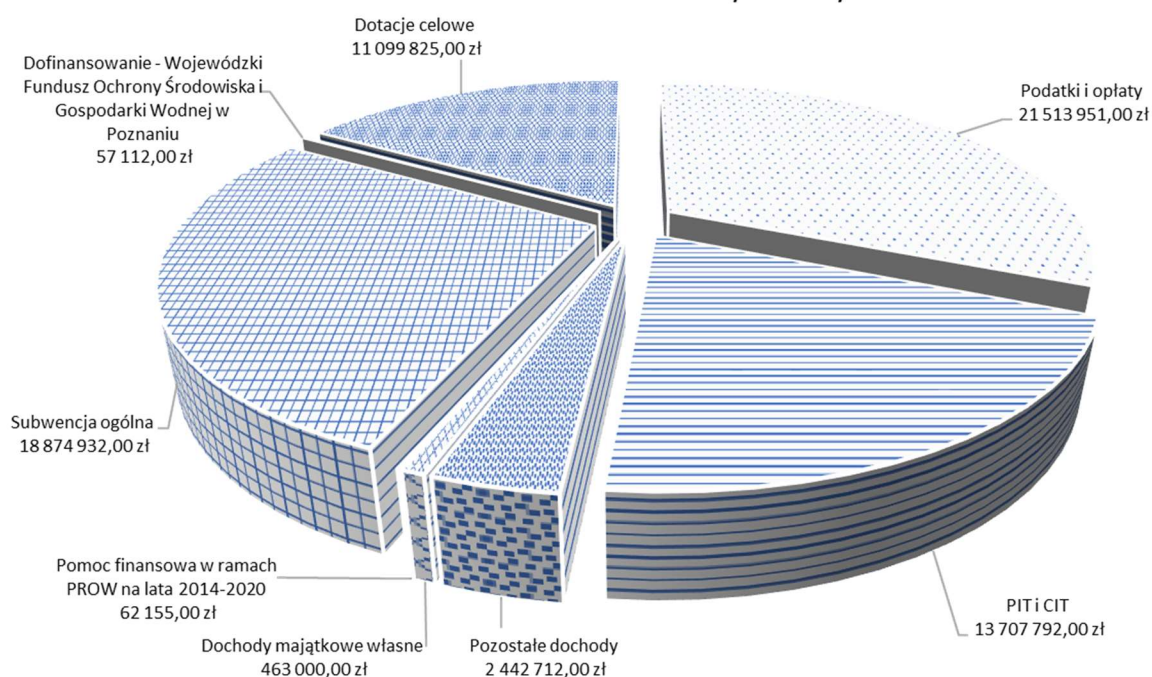 Dotacje celowe
11 099 825,00 zł
Dofinansowanie - Wojewódzki
Fundusz Ochrony Środowiska i
Gospodarki Wodnej w
Poznaniu
57 112,00 zł
Podatki i opłaty
21 513 951,00 zł
Subwencja ogólna
18 874 932,00 zł
Pomoc finansowa w ramach
PROW na lata 2014-2020
62 155,00 zł
Dochody majątkowe własne
463 000,00 zł
Pozostałe dochody
2 442 712,00 zł
PIT i CIT
13 707 792,00 zł